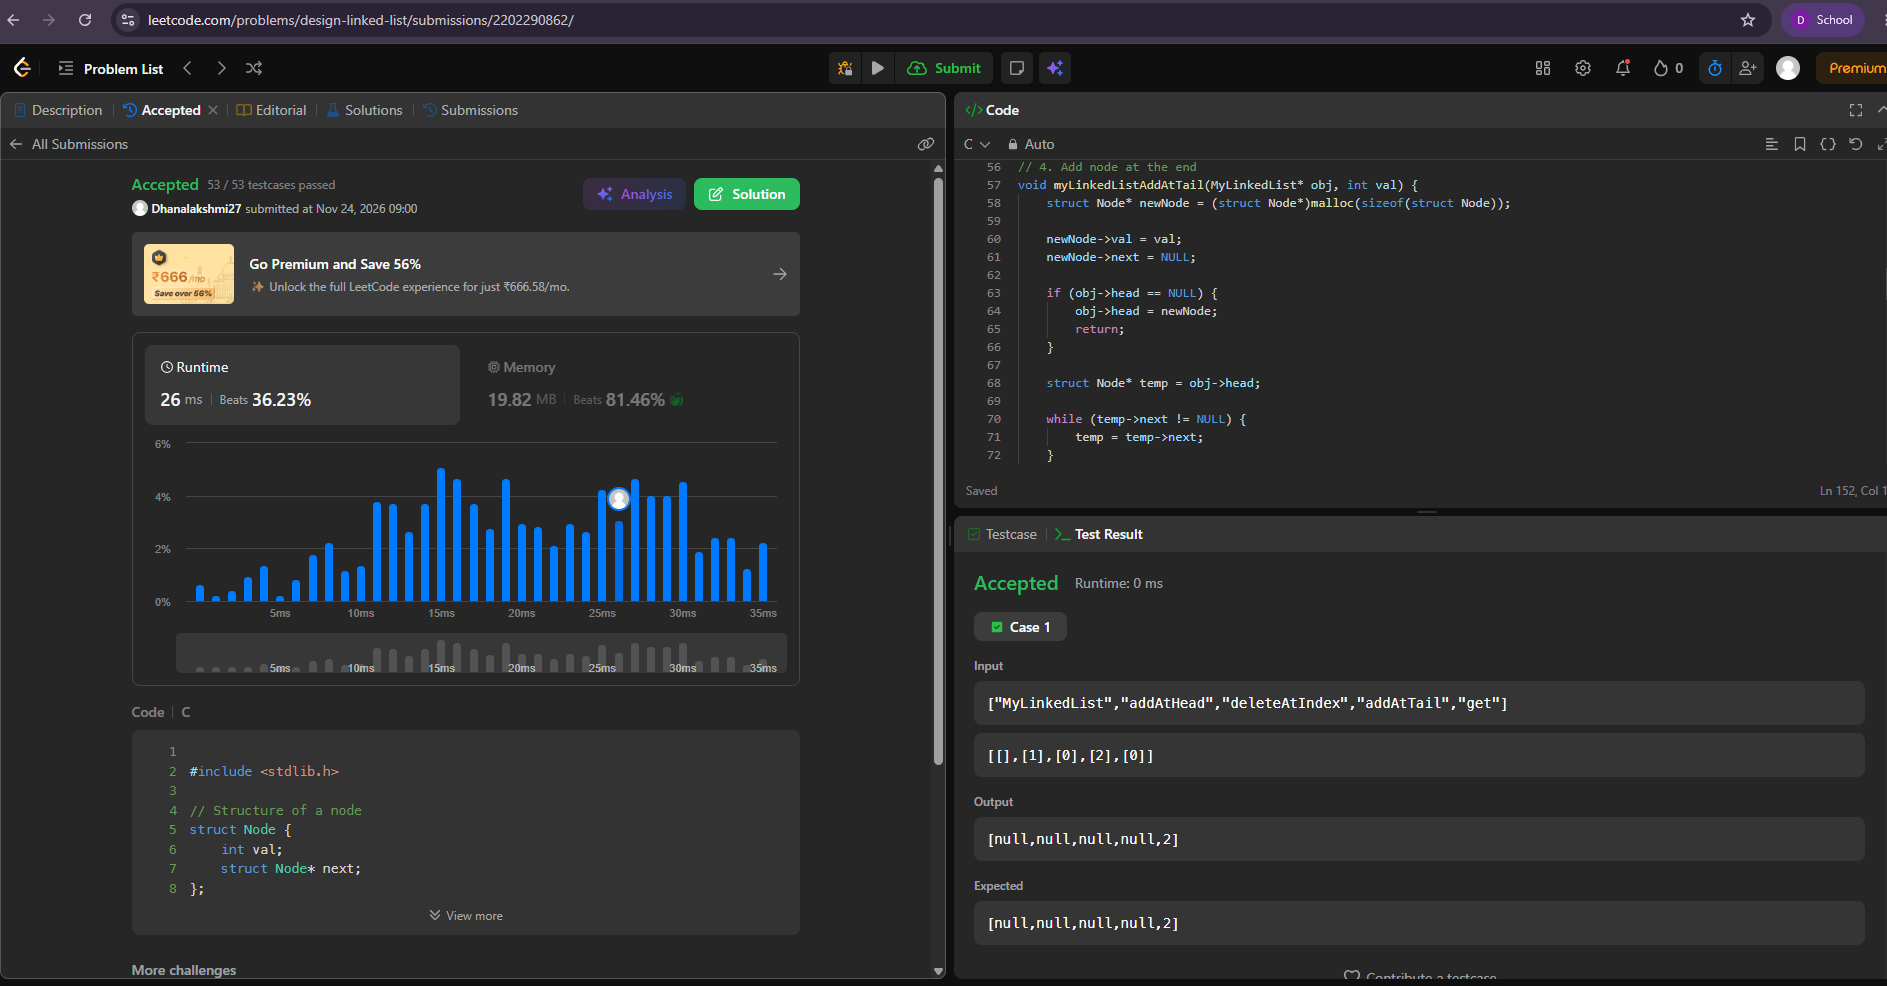 leetcode.com/problems/design-linked-list/submissions/2202290862/
D School
Problem List
Submit
0
Premium
Description
Accepted
Editorial
Solutions
Submissions
All Submissions
Accepted 53 / 53 testcases passed
Dhanalakshmi27 submitted at Nov 24, 2026 09:00
Analysis
Solution
₹666/mo
Save over 56%
Go Premium and Save 56%
✨ Unlock the full LeetCode experience for just ₹666.58/mo.
Runtime
26 ms | Beats 36.23%
Memory
19.82 MB | Beats 81.46%
6%
4%
2%
0%
5ms 10ms 15ms 20ms 25ms 30ms 35ms
5ms 10ms 15ms 20ms 25ms 30ms 35ms
Code | C
1
2 #include <stdlib.h>
3
4 // Structure of a node
5 struct Node {
6 int val;
7 struct Node* next;
8 };
View more
More challenges
</> Code
C
Auto
56 // 4. Add node at the end
57 void myLinkedListAddAtTail(MyLinkedList* obj, int val) {
58 struct Node* newNode = (struct Node*)malloc(sizeof(struct Node));
59
60 newNode->val = val;
61 newNode->next = NULL;
62
63 if (obj->head == NULL) {
64 obj->head = newNode;
65 return;
66 }
67
68 struct Node* temp = obj->head;
69
70 while (temp->next != NULL) {
71 temp = temp->next;
72 }
Saved
Ln 152, Col 1
Testcase
>_ Test Result
Accepted Runtime: 0 ms
Case 1
Input
["MyLinkedList","addAtHead","deleteAtIndex","addAtTail","get"]
[[],[1],[0],[2],[0]]
Output
[null,null,null,null,2]
Expected
[null,null,null,null,2]
Contribute a testcase